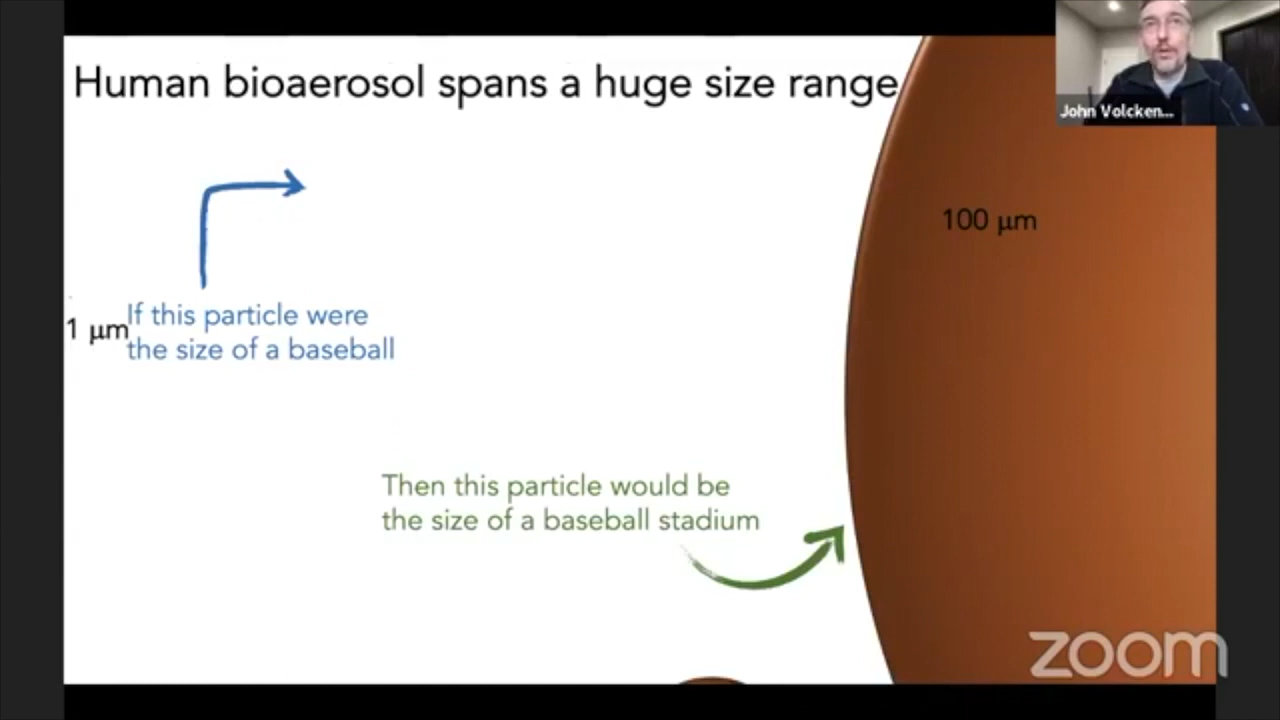 Human bioaerosol spans a huge size range
John Volcken...
100 μm
If this particle were
1 μm
the size of a baseball
Then this particle would be
the size of a baseball stadium
zoom